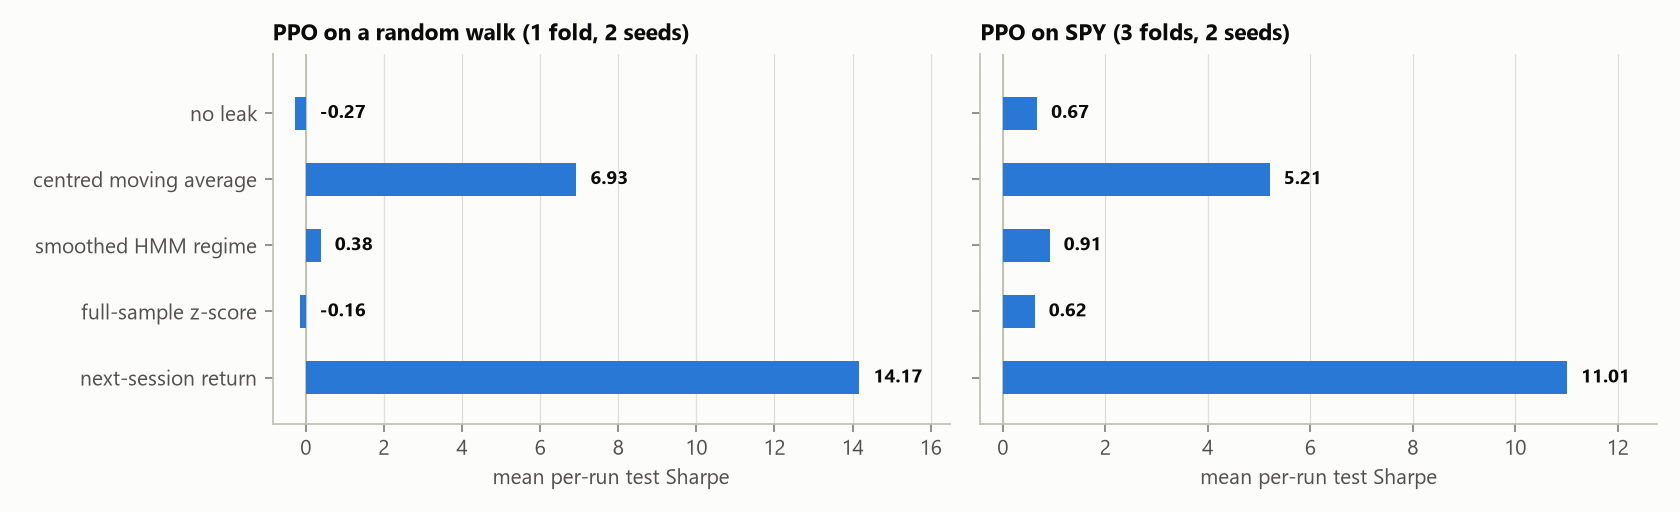 PPO on a random walk (1 fold, 2 seeds)
no leak
-0.27
centred moving average
6.93
smoothed HMM regime
0.38
full-sample z-score
-0.16
next-session return
14.17
0 2 4 6 8 10 12 14 16
mean per-run test Sharpe
PPO on SPY (3 folds, 2 seeds)
0.67
5.21
0.91
0.62
11.01
0 2 4 6 8 10 12
mean per-run test Sharpe